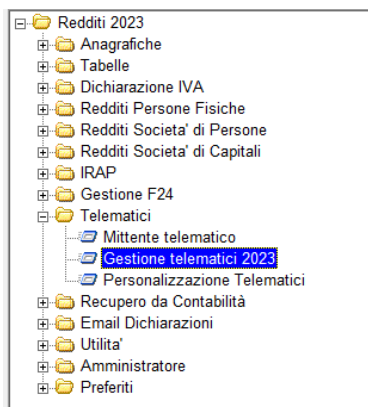 Redditi 2023
Anagrafiche
Tabelle
Dichiarazione IVA
Redditi Persone Fisiche
Redditi Societa' di Persone
Redditi Societa' di Capitali
IRAP
Gestione F24
Telematici
Mittente telematico
Gestione telematici 2023
Personalizzazione Telematici
Recupero da Contabilità
Email Dichiarazioni
Utilita'
Amministratore
Preferiti